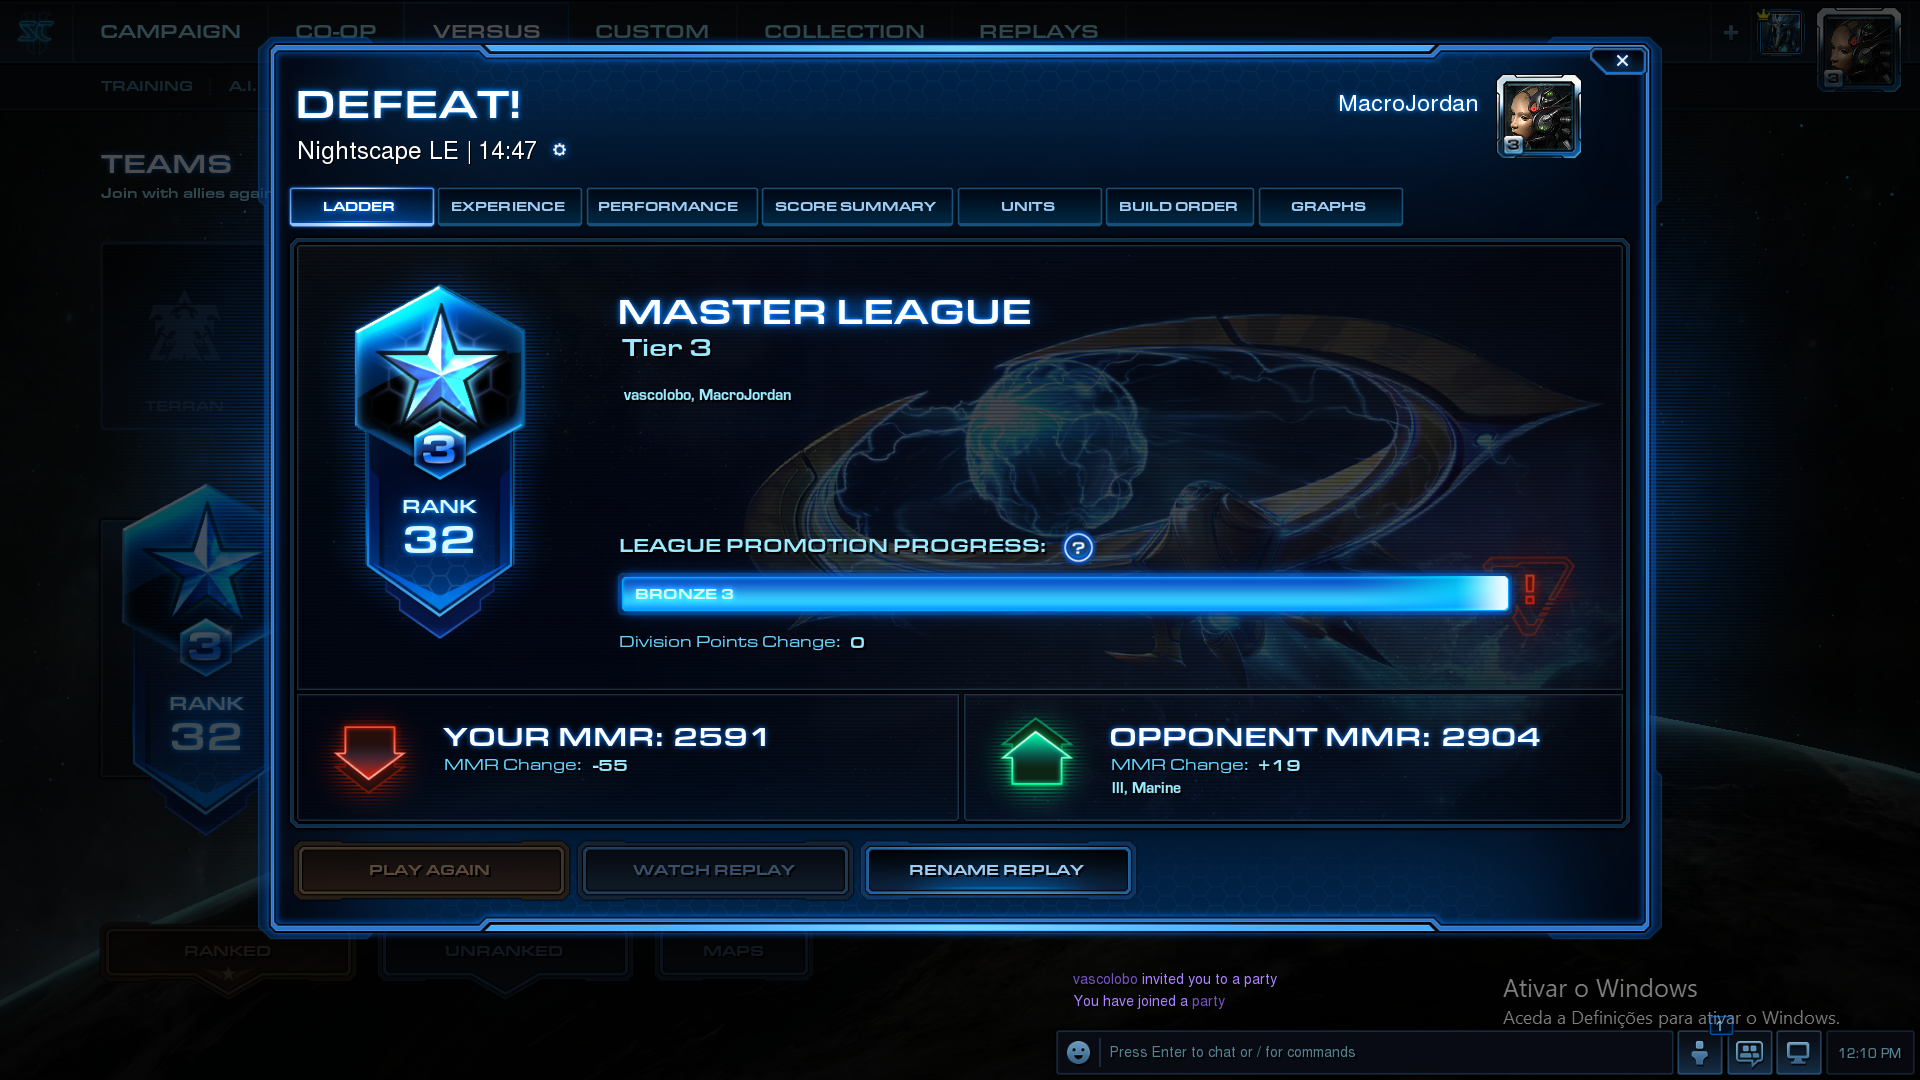 CAMPAIGN
CO-OP
VERSUS
CUSTOM
COLLECTION
REPLAYS
3
TRAINING
A.I.
DEFEAT!
Nightscape LE | 14:47
MacroJordan
3
TEAMS
Join with allies again
LADDER
EXPERIENCE
PERFORMANCE
SCORE SUMMARY
UNITS
BUILD ORDER
GRAPHS
TERRAN
MASTER LEAGUE
Tier 3
vascolobo, MacroJordan
3
RANK
32
LEAGUE PROMOTION PROGRESS: ?
BRONZE 3
!
Division Points Change: 0
3
RANK
32
YOUR MMR: 2591
MMR Change: -55
OPPONENT MMR: 2904
MMR Change: +19
lll, Marine
PLAY AGAIN
WATCH REPLAY
RENAME REPLAY
RANKED
UNRANKED
MAPS
vascolobo invited you to a party
You have joined a party
Ativar o Windows
Aceda a Definições para ativar o Windows.
1
Press Enter to chat or / for commands
12:10 PM